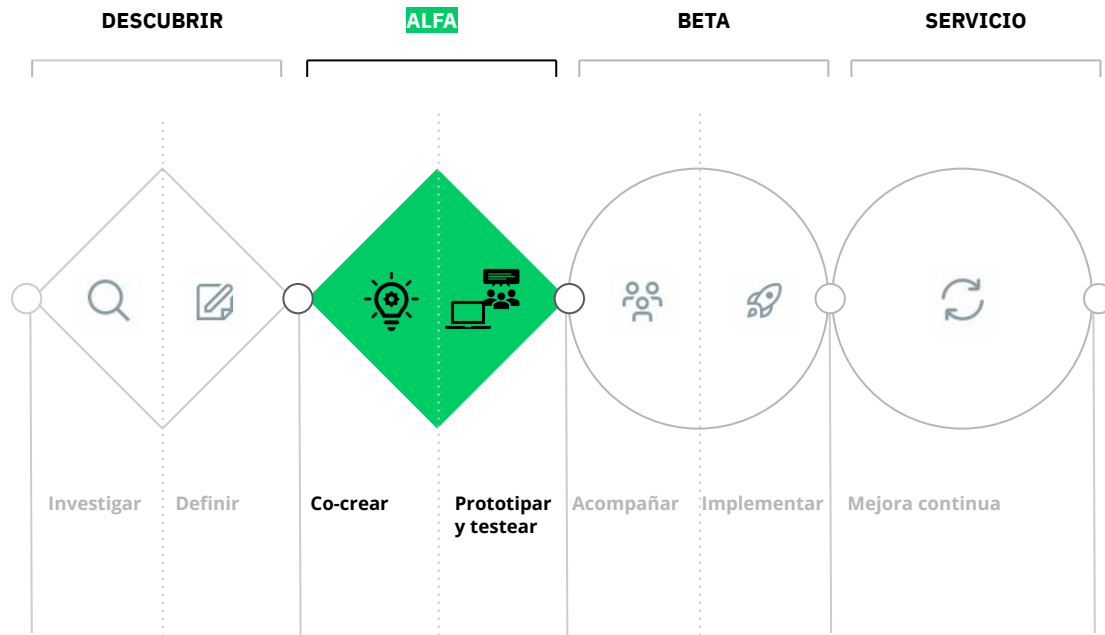 DESCUBRIR
ALFA
BETA
SERVICIO
Investigar
Definir
Co-crear
Prototipar
y testear
Acompañar
Implementar
Mejora continua